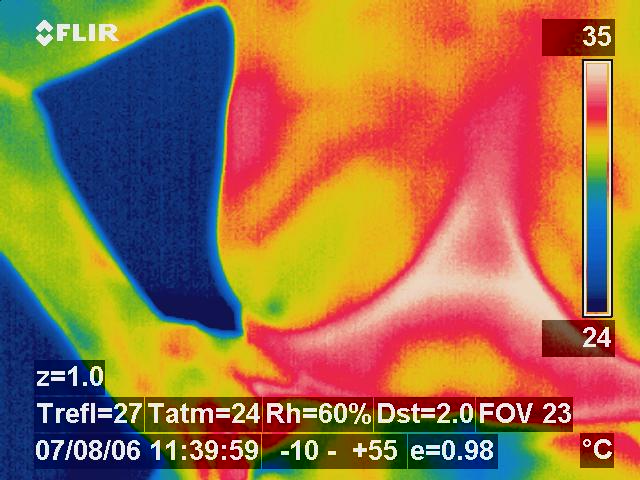 FLIR
35
24
z=1.0
Trefl=27 Tatm=24 Rh=60% Dst=2.0 FOV 23
07/08/06 11:39:59 -10 - +55 e=0.98 °C